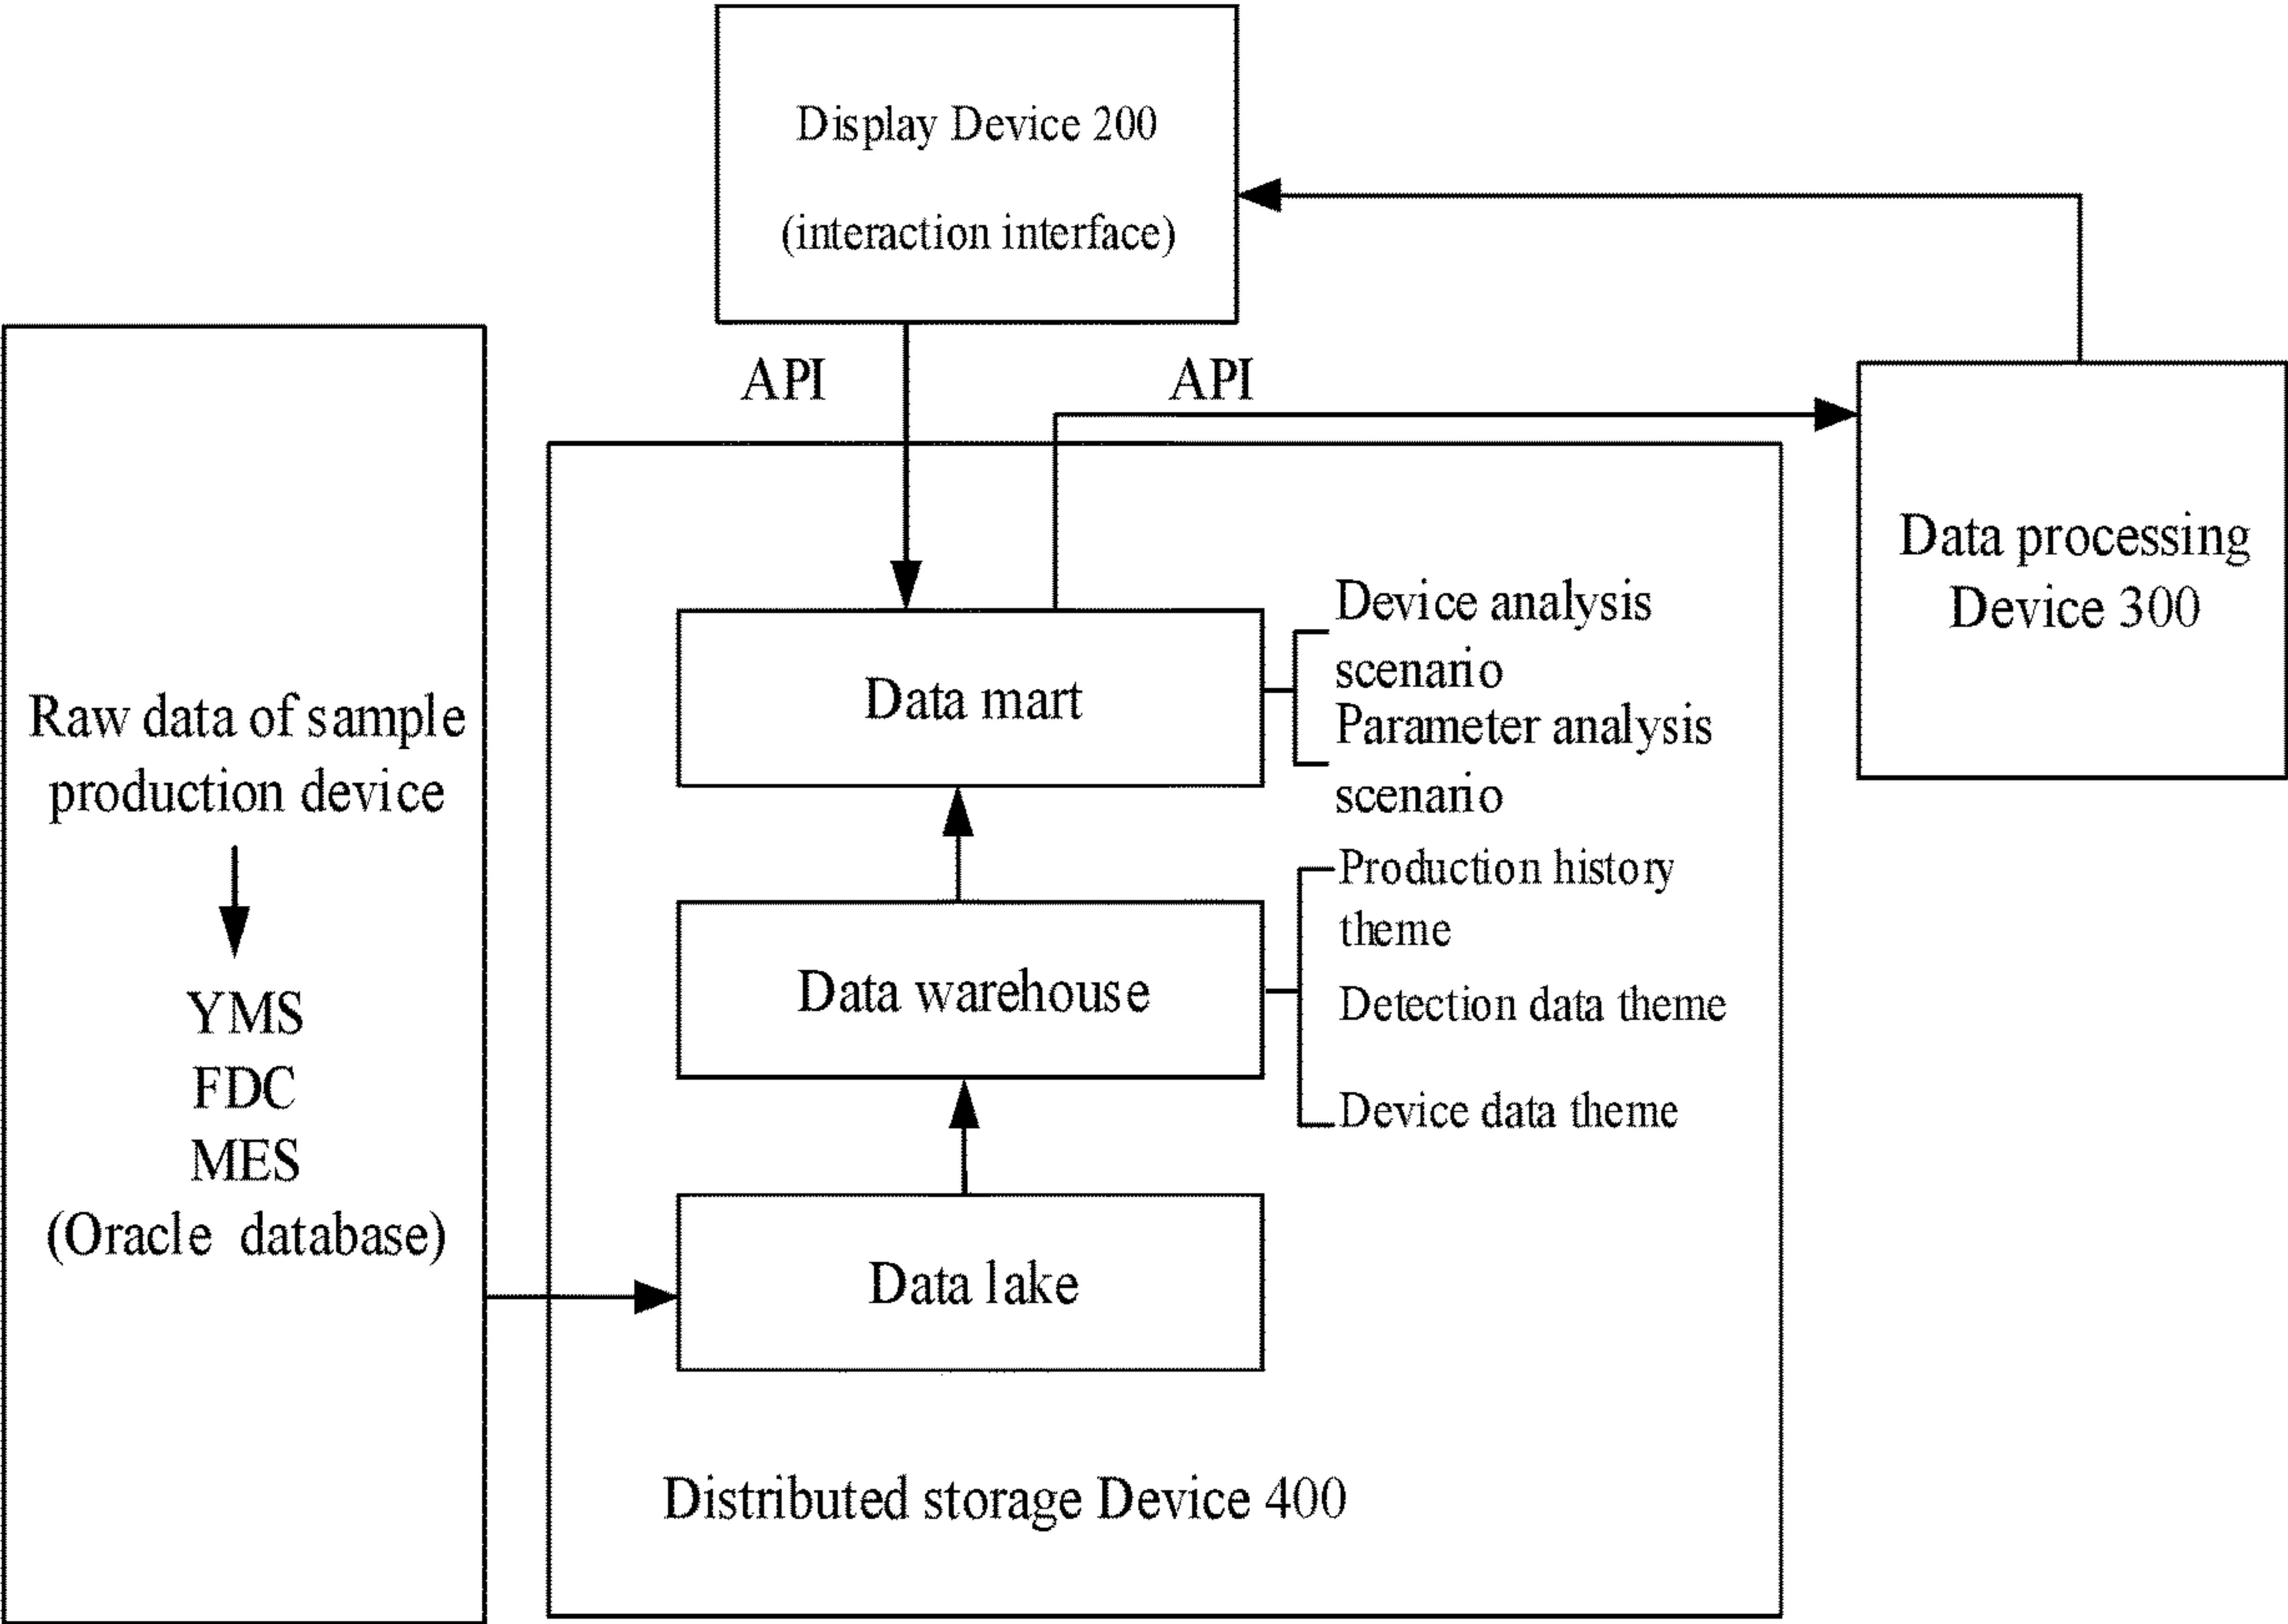 Display Device 200
(interaction interface)
API
API
Data processing
Device 300
Raw data of sample
production device
YMS
FDC
MES
(Oracle database)
Data mart
Device analysis
scenario
Parameter analysis
scenario
Data warehouse
Production history
theme
Detection data theme
Device data theme
Data lake
Distributed storage Device 400